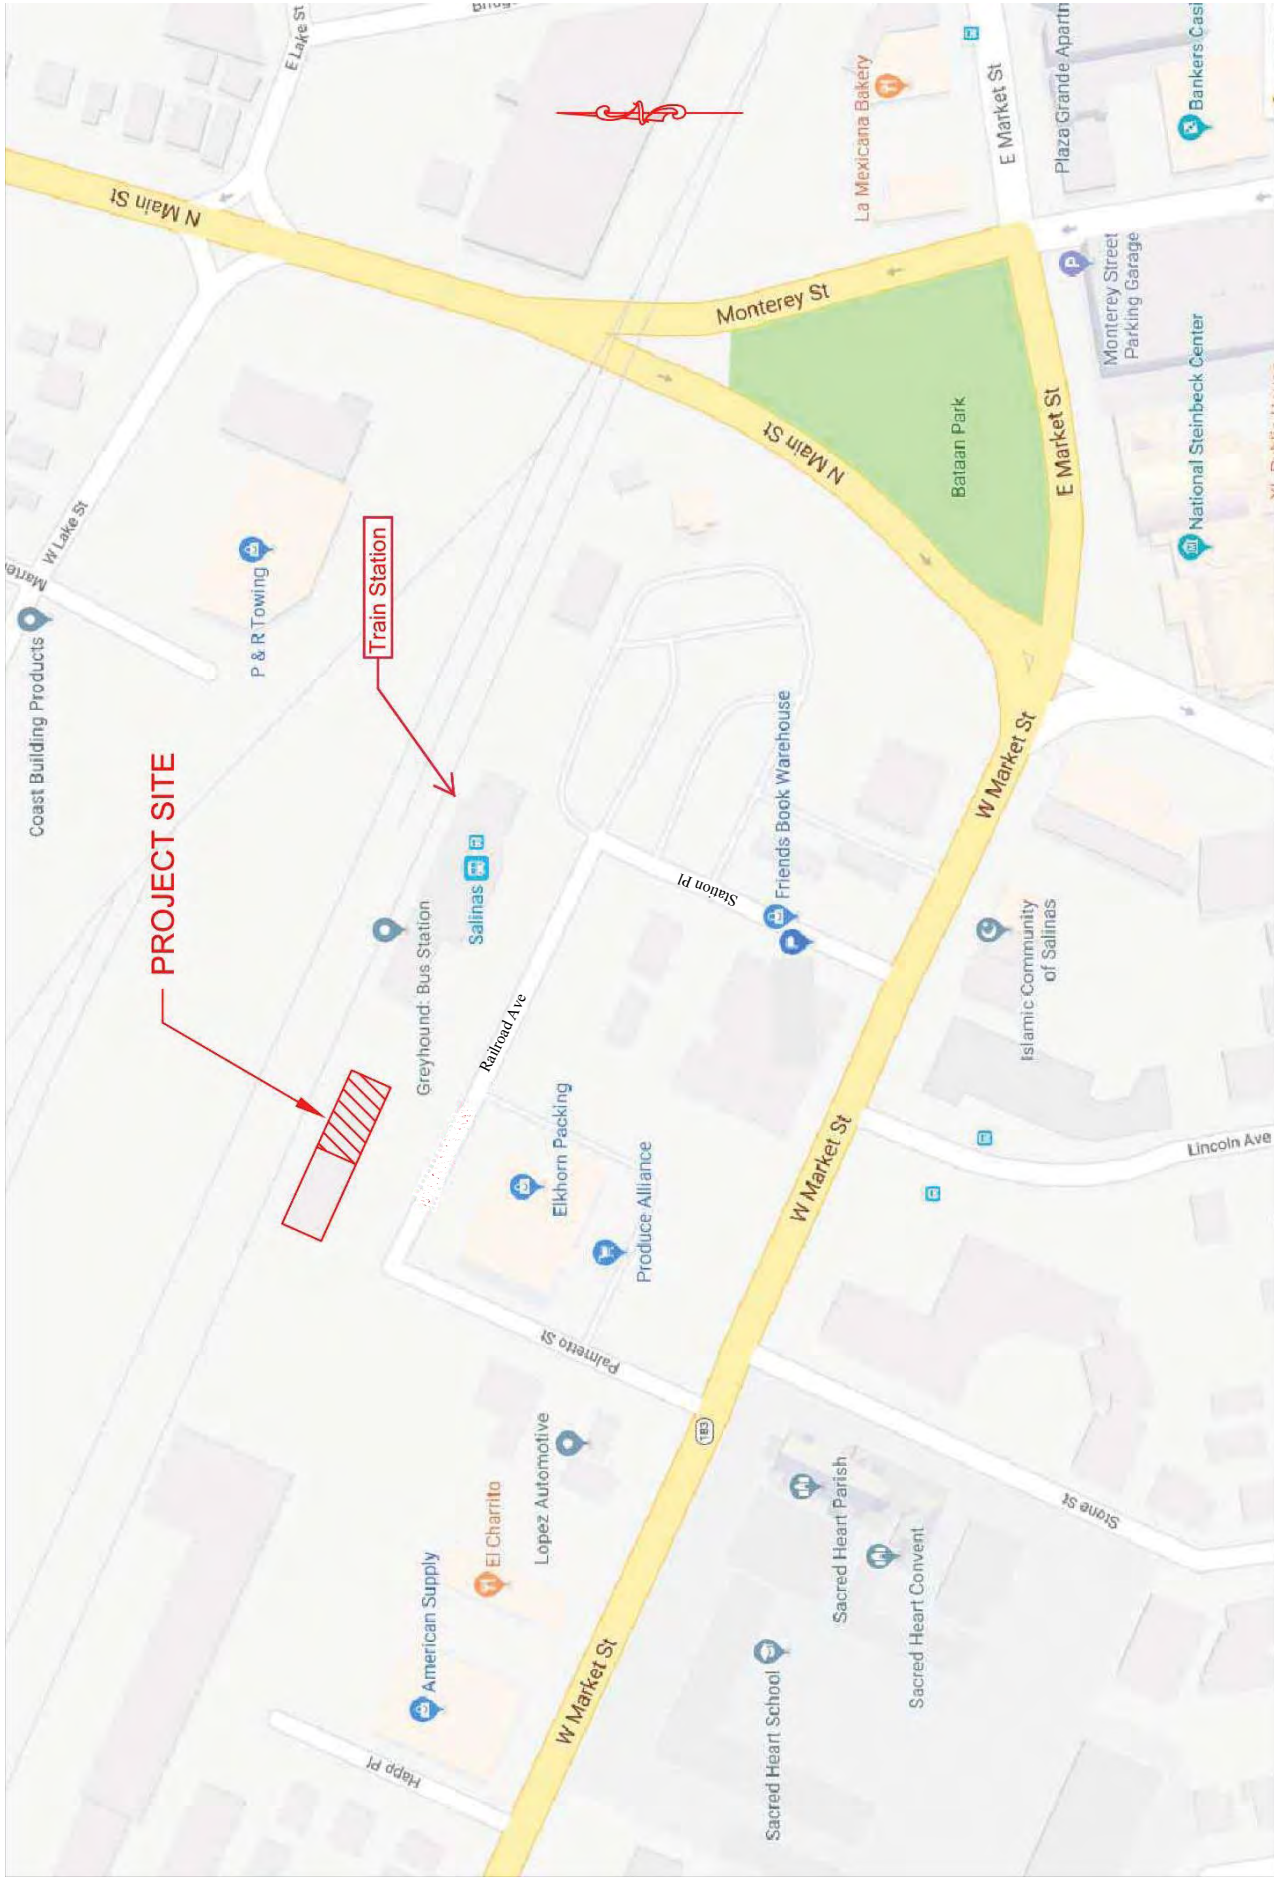 E Lake St
N Main St
W Lake St
Coast Building Products
P & R Towing
Train Station
PROJECT SITE
Salinas
Greyhound: Bus Station
Railroad Ave
Station Pl
Friends Book Warehouse
Elkhorn Packing
Produce Alliance
Palmetto St
Lopez Automotive
El Charrito
American Supply
Happ Pl
W Market St
183
W Market St
W Market St
Monterey St
N Main St
Bataan Park
E Market St
E Market St
La Mexicana Bakery
Plaza Grande Apartm
Bankers Casi
P
Monterey Street
Parking Garage
National Steinbeck Center
Islamic Community
of Salinas
Lincoln Ave
Stone St
Sacred Heart Parish
Sacred Heart Convent
Sacred Heart School